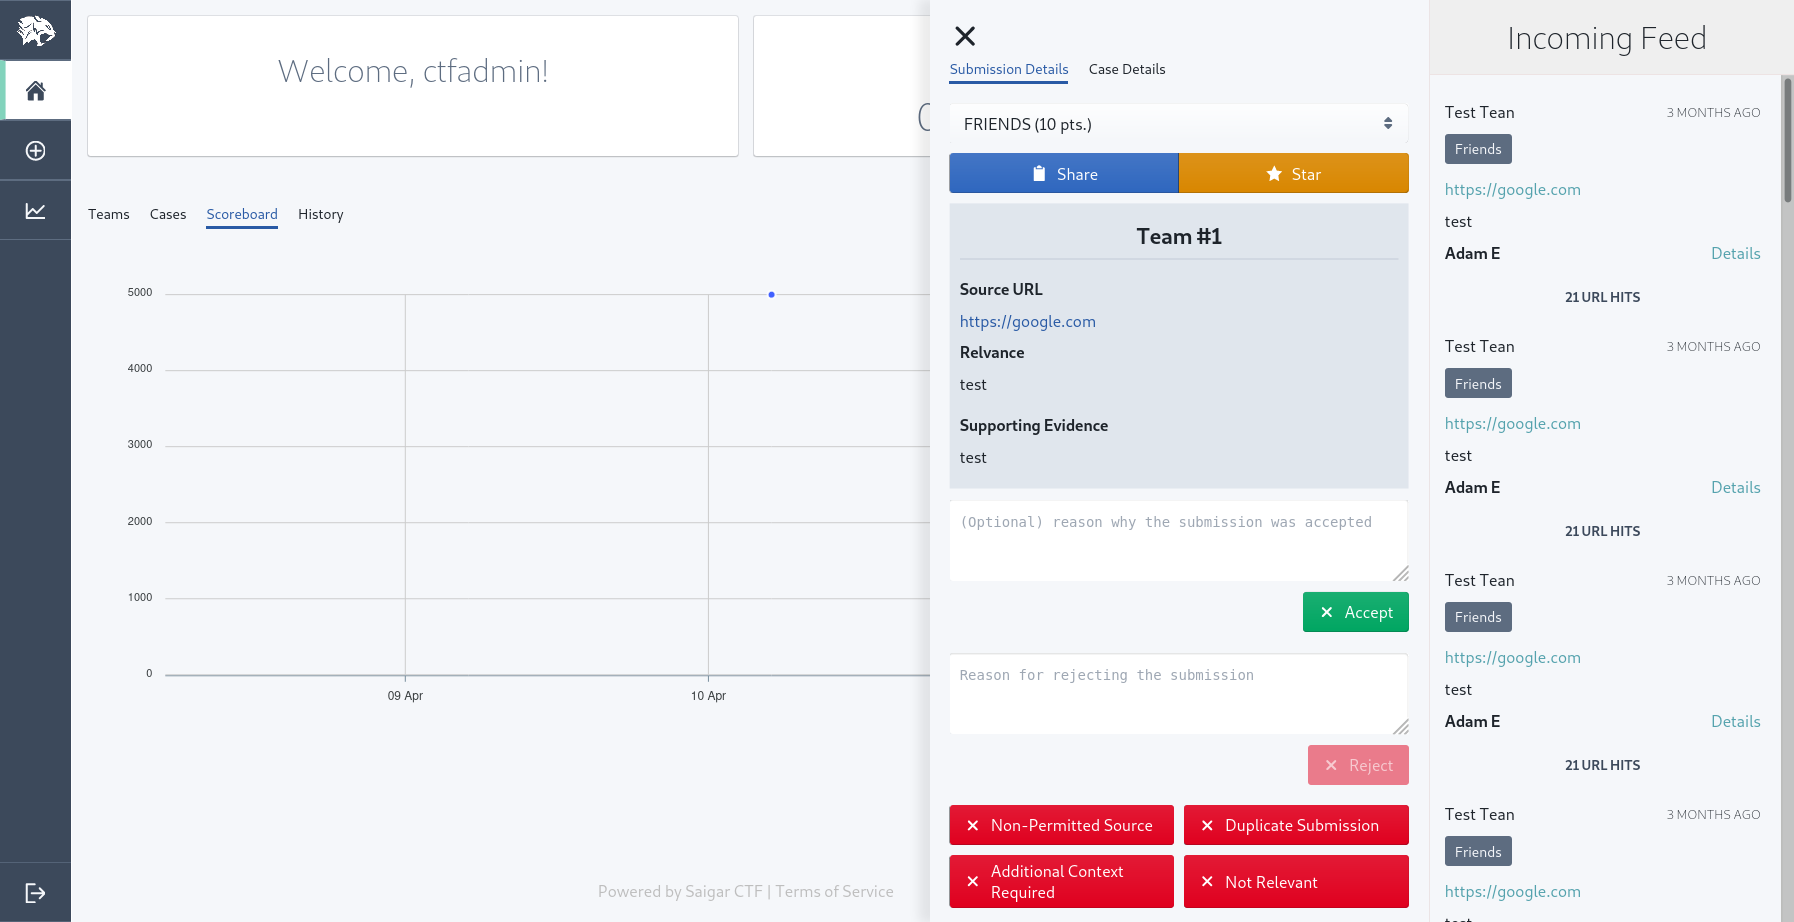 Welcome, ctfadmin!
Teams Cases Scoreboard History
5000
4000
3000
2000
1000
0
09 Apr 10 Apr
Powered by Saigar CTF | Terms of Service
Submission Details Case Details
FRIENDS (10 pts.)
Share Star
Team #1
Source URL
https://google.com
Relvance
test
Supporting Evidence
test
(Optional) reason why the submission was accepted
Accept
Reason for rejecting the submission
Reject
Non-Permitted Source Duplicate Submission
Additional Context
Required
Not Relevant
Incoming Feed
Test Tean 3 MONTHS AGO
Friends
https://google.com
test
Adam E Details
21 URL HITS
Test Tean 3 MONTHS AGO
Friends
https://google.com
test
Adam E Details
21 URL HITS
Test Tean 3 MONTHS AGO
Friends
https://google.com
test
Adam E Details
21 URL HITS
Test Tean 3 MONTHS AGO
Friends
https://google.com